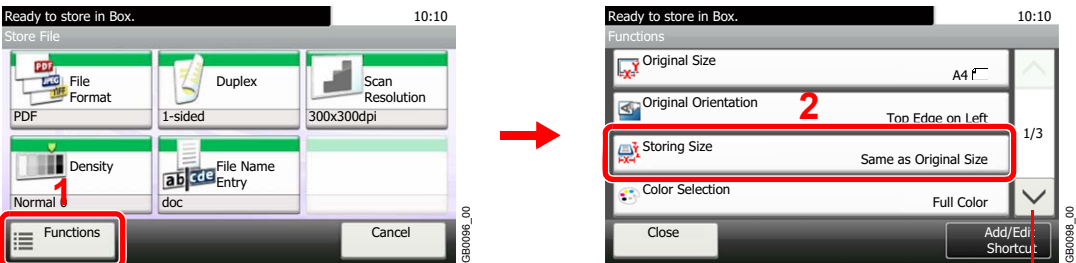 Ready to store in Box. 10:10
Store File
PDF
JPEG
TIFF
File
Format
PDF
Duplex
1-sided
Scan
Resolution
300x300dpi
Density
Normal 0
ab cde
File Name
Entry
doc
1
Functions
Cancel
GB0096_00
Ready to store in Box. 10:10
Functions
Original Size
A4
Original Orientation
Top Edge on Left
2
Storing Size
Same as Original Size
Color Selection
Full Color
1/3
Close
Add/Edit
Shortcut
GB0098_00